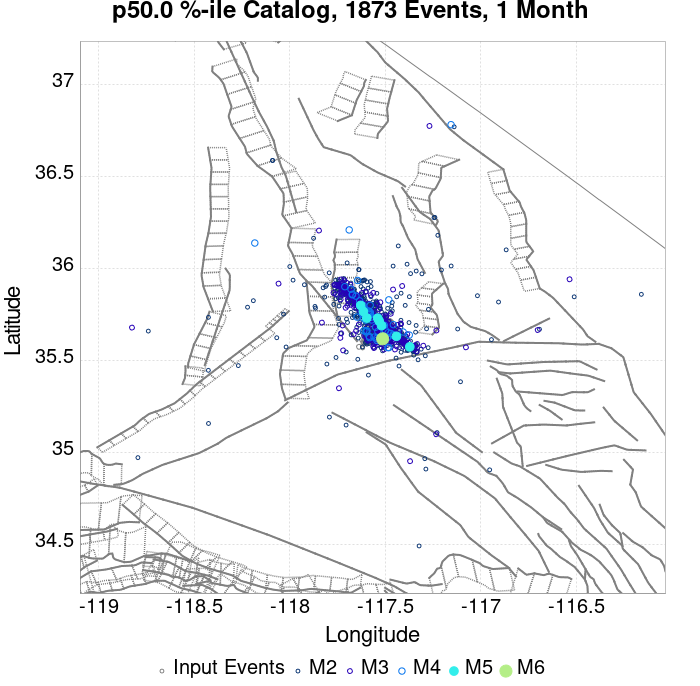 p50.0 %-ile Catalog, 1873 Events, 1 Month
37
36.5
36
35.5
35
34.5
Latitude
-119 -118.5 -118 -117.5 -117 -116.5
Longitude
Input Events M2 M3 M4 M5 M6